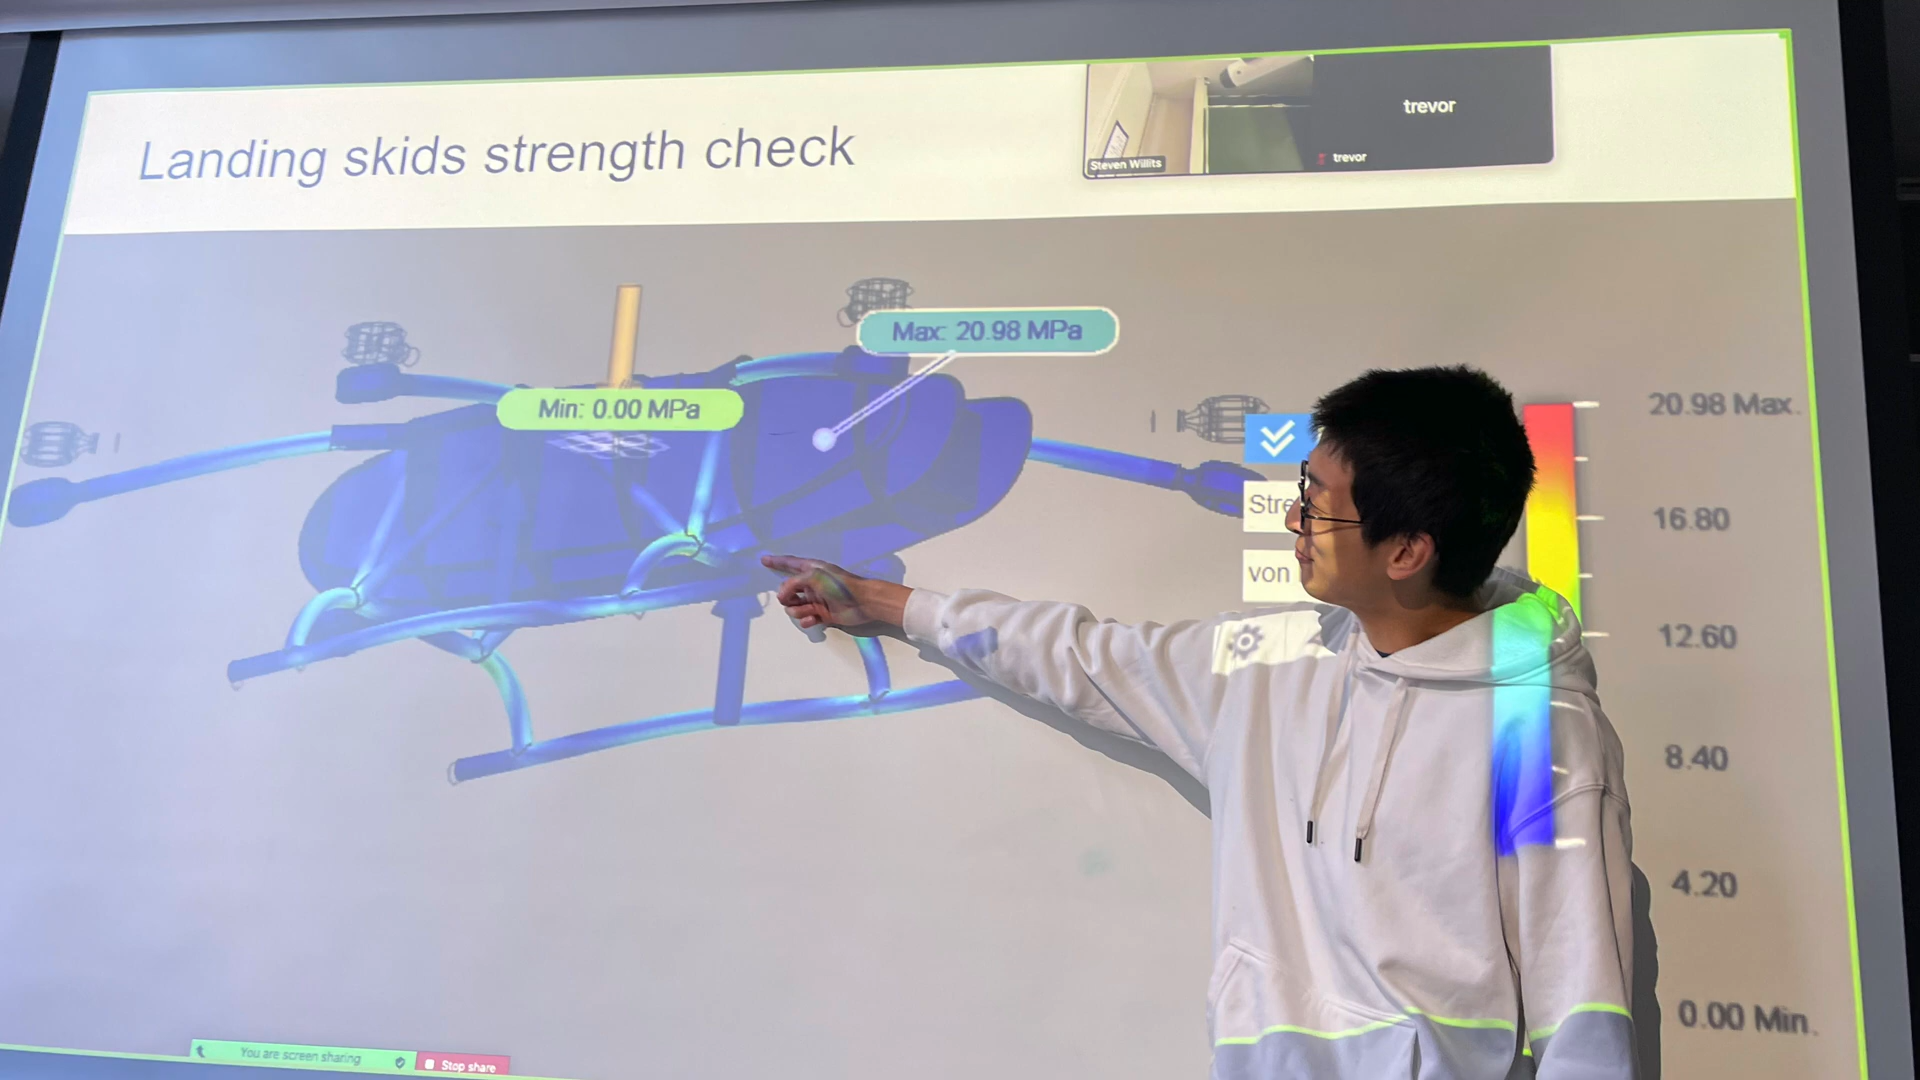 Landing skids strength check
trevor
Steven Willits
trevor
Max: 20.98 MPa
Min: 0.00 MPa
20.98 Max.
Stre
16.80
von
12.60
8.40
4.20
0.00 Min.
You are screen sharing
Stop share